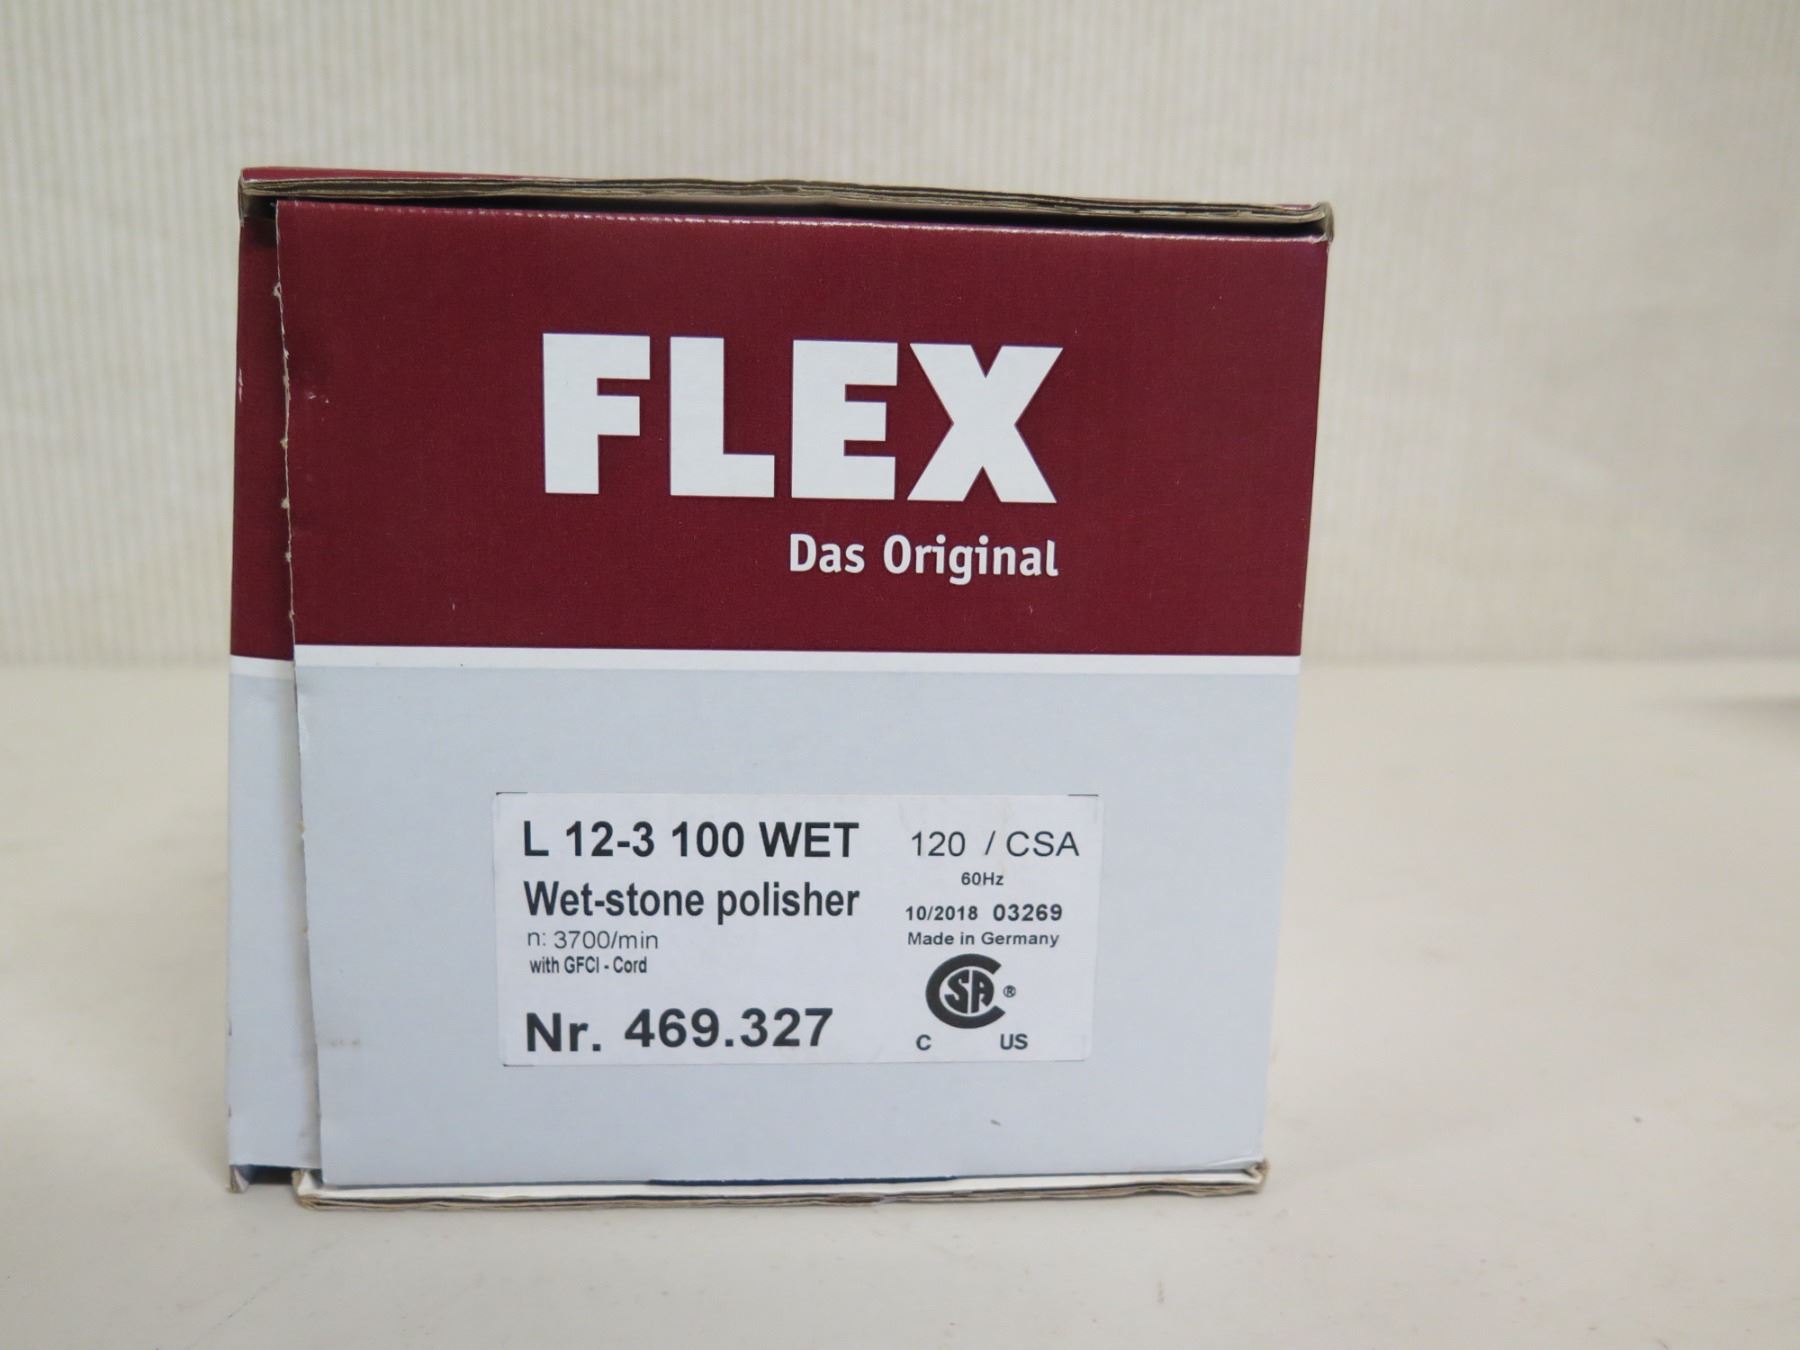 FLEX
Das Original
L 12-3 100 WET 120 / CSA
60Hz
Wet-stone polisher
10/2018 03269
n: 3700/min
Made in Germany
with GFCI - Cord
CSA ®
Nr. 469.327
C US